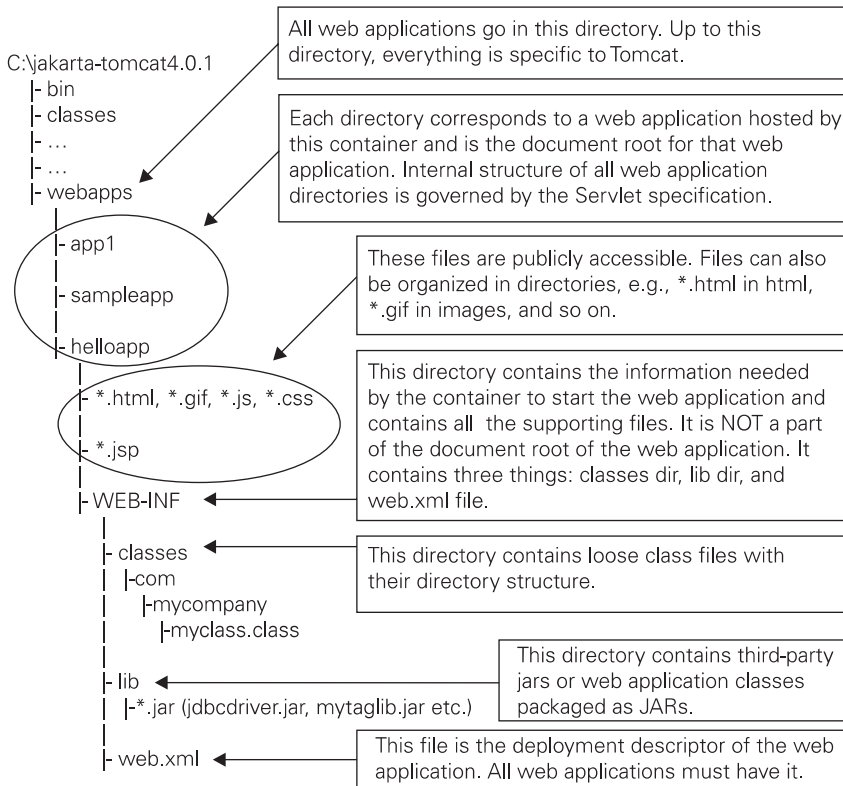 All web applications go in this directory. Up to this
directory, everything is specific to Tomcat.
C:\jakarta-tomcat4.0.1
|- bin
|- classes
|- ...
|- ...
|- webapps
Each directory corresponds to a web application hosted by
this container and is the document root for that web
application. Internal structure of all web application
directories is governed by the Servlet specification.
|- app1
|- sampleapp
|- helloapp
These files are publicly accessible. Files can also
be organized in directories, e.g., *.html in html,
*.gif in images, and so on.
|- *.html, *.gif, *.js, *.css
|- *.jsp
|- WEB-INF
This directory contains the information needed
by the container to start the web application and
contains all the supporting files. It is NOT a part
of the document root of the web application. It
contains three things: classes dir, lib dir, and
web.xml file.
|- classes
|-com
|-mycompany
|-myclass.class
This directory contains loose class files with
their directory structure.
|- lib
|-*.jar (jdbcdriver.jar, mytaglib.jar etc.)
This directory contains third-party
jars or web application classes
packaged as JARs.
|- web.xml
This file is the deployment descriptor of the web
application. All web applications must have it.